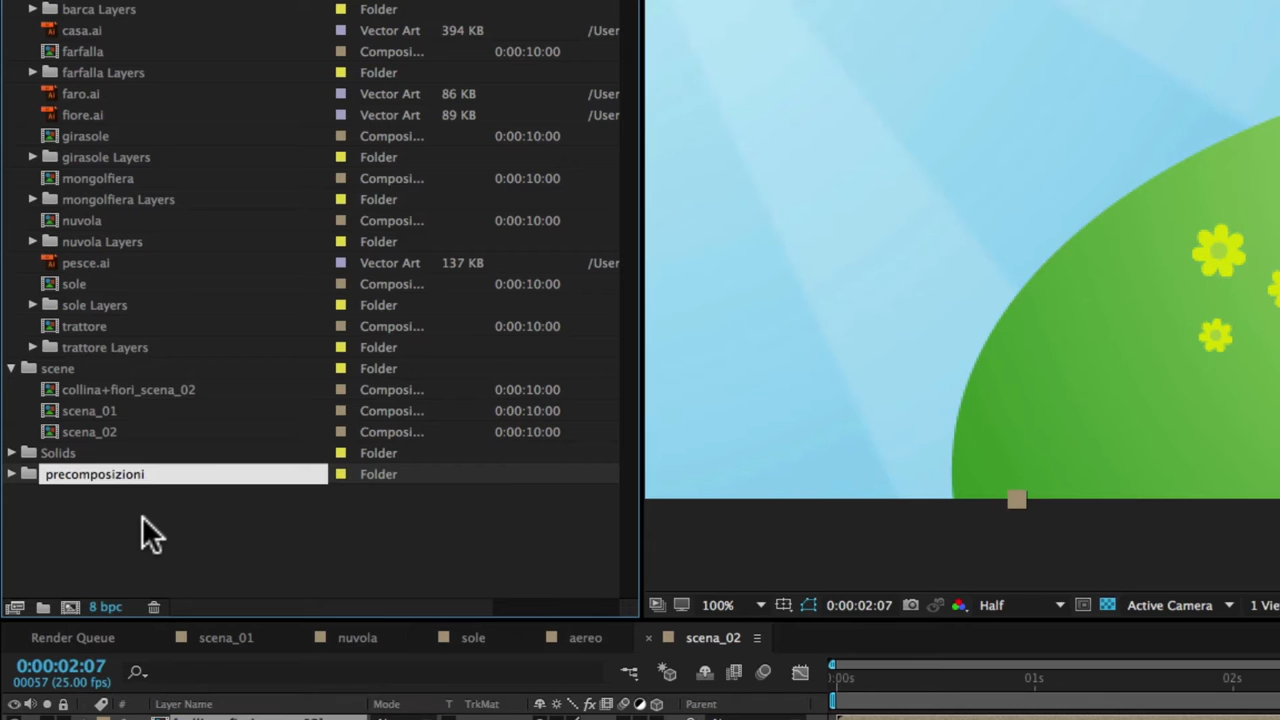 barca Layers Folder
casa.ai Vector Art 394 KB /User
farfalla Composi... 0:00:10:00
farfalla Layers Folder
faro.ai Vector Art 86 KB /User
fiore.ai Vector Art 89 KB /User
girasole Composi... 0:00:10:00
girasole Layers Folder
mongolfiera Composi... 0:00:10:00
mongolfiera Layers Folder
nuvola Composi... 0:00:10:00
nuvola Layers Folder
pesce.ai Vector Art 137 KB /User
sole Composi... 0:00:10:00
sole Layers Folder
trattore Composi... 0:00:10:00
trattore Layers Folder
scene Folder
collina+fiori_scena_02 Composi... 0:00:10:00
scena_01 Composi... 0:00:10:00
scena_02 Composi... 0:00:10:00
Solids Folder
precomposizioni Folder
8 bpc
100% 0:00:02:07 Half Active Camera 1 Vie
Render Queue scena_01 nuvola sole aereo × scena_02
0:00:02:07
00057 (25.00 fps)
:00s 01s 02s
# Layer Name Mode T TrkMat fx Parent